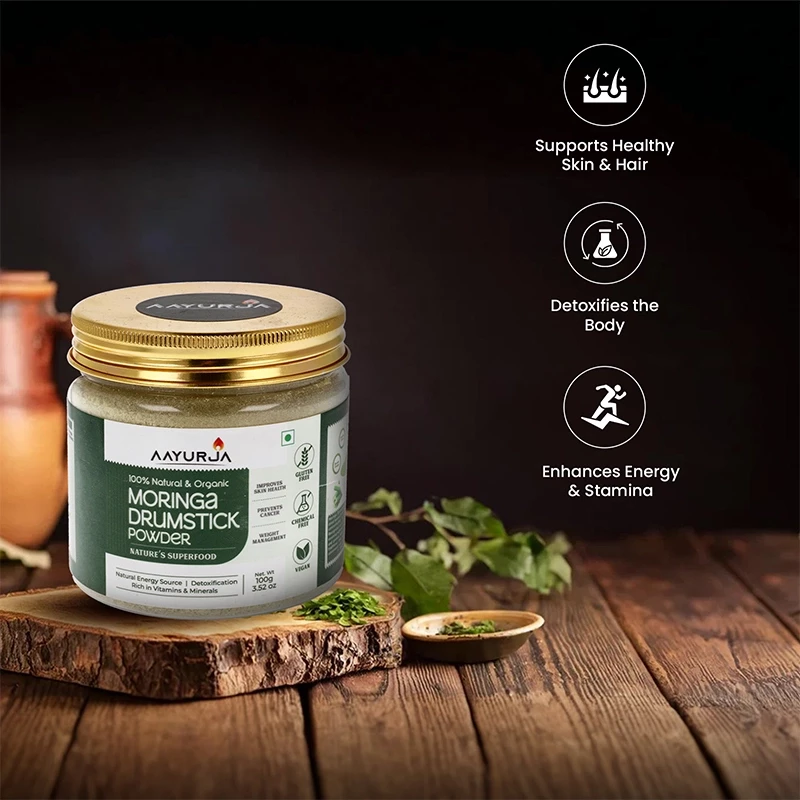 Supports Healthy
Skin & Hair
Detoxifies the
Body
Enhances Energy
& Stamina
AAYURJA
AAYURJA
100% Natural & Organic
MORINGA
DRUMSTICK
POWDER
NATURE'S SUPERFOOD
IMPROVES
SKIN HEALTH
PREVENTS
CANCER
WEIGHT
MANAGEMENT
GLUTEN
FREE
CHEMICAL
FREE
VEGAN
Natural Energy Source | Detoxification
Rich in Vitamins & Minerals
Net. Wt
100g
3.52 oz